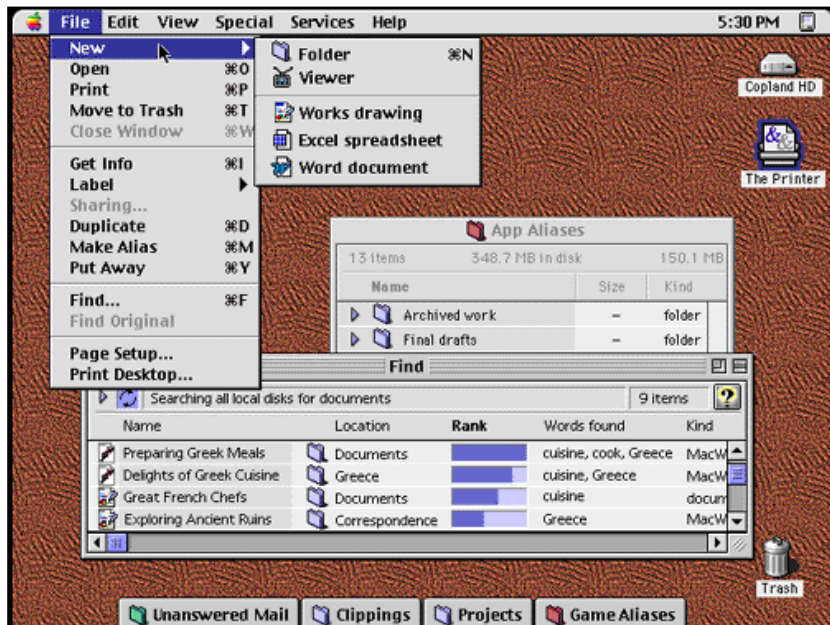 File Edit View Special Services Help 5:30 PM
New
Open ⌘O
Print ⌘P
Move to Trash ⌘T
Close Window ⌘W
Get Info ⌘I
Label
Sharing...
Duplicate ⌘D
Make Alias ⌘M
Put Away ⌘Y
Find... ⌘F
Find Original
Page Setup...
Print Desktop...
Folder ⌘N
Viewer
Works drawing
Excel spreadsheet
Word document
Copland HD
The Printer
App Aliases
13 items 348.7 MB in disk 150.1 MB
Name Size Kind
Archived work – folder
Final drafts – folder
Find
Searching all local disks for documents 9 items
Name Location Rank Words found Kind
Preparing Greek Meals Documents cuisine, cook, Greece MacW
Delights of Greek Cuisine Greece cuisine, Greece MacW
Great French Chefs Documents cuisine docum
Exploring Ancient Ruins Correspondence Greece MacW
Trash
Unanswered Mail Clippings Projects Game Aliases